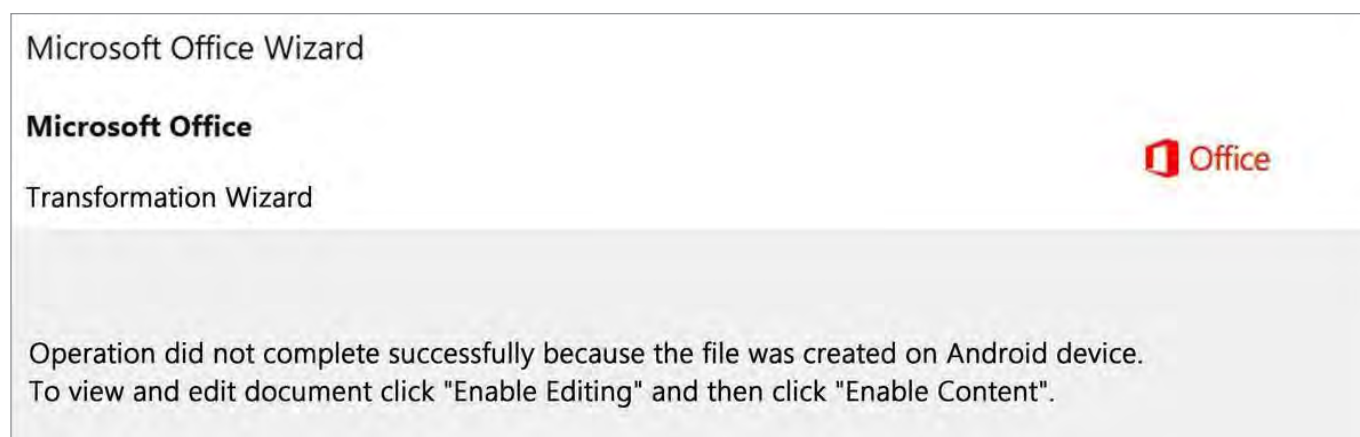 Microsoft Office Wizard
Microsoft Office
Office
Transformation Wizard
Operation did not complete successfully because the file was created on Android device.
To view and edit document click "Enable Editing" and then click "Enable Content".